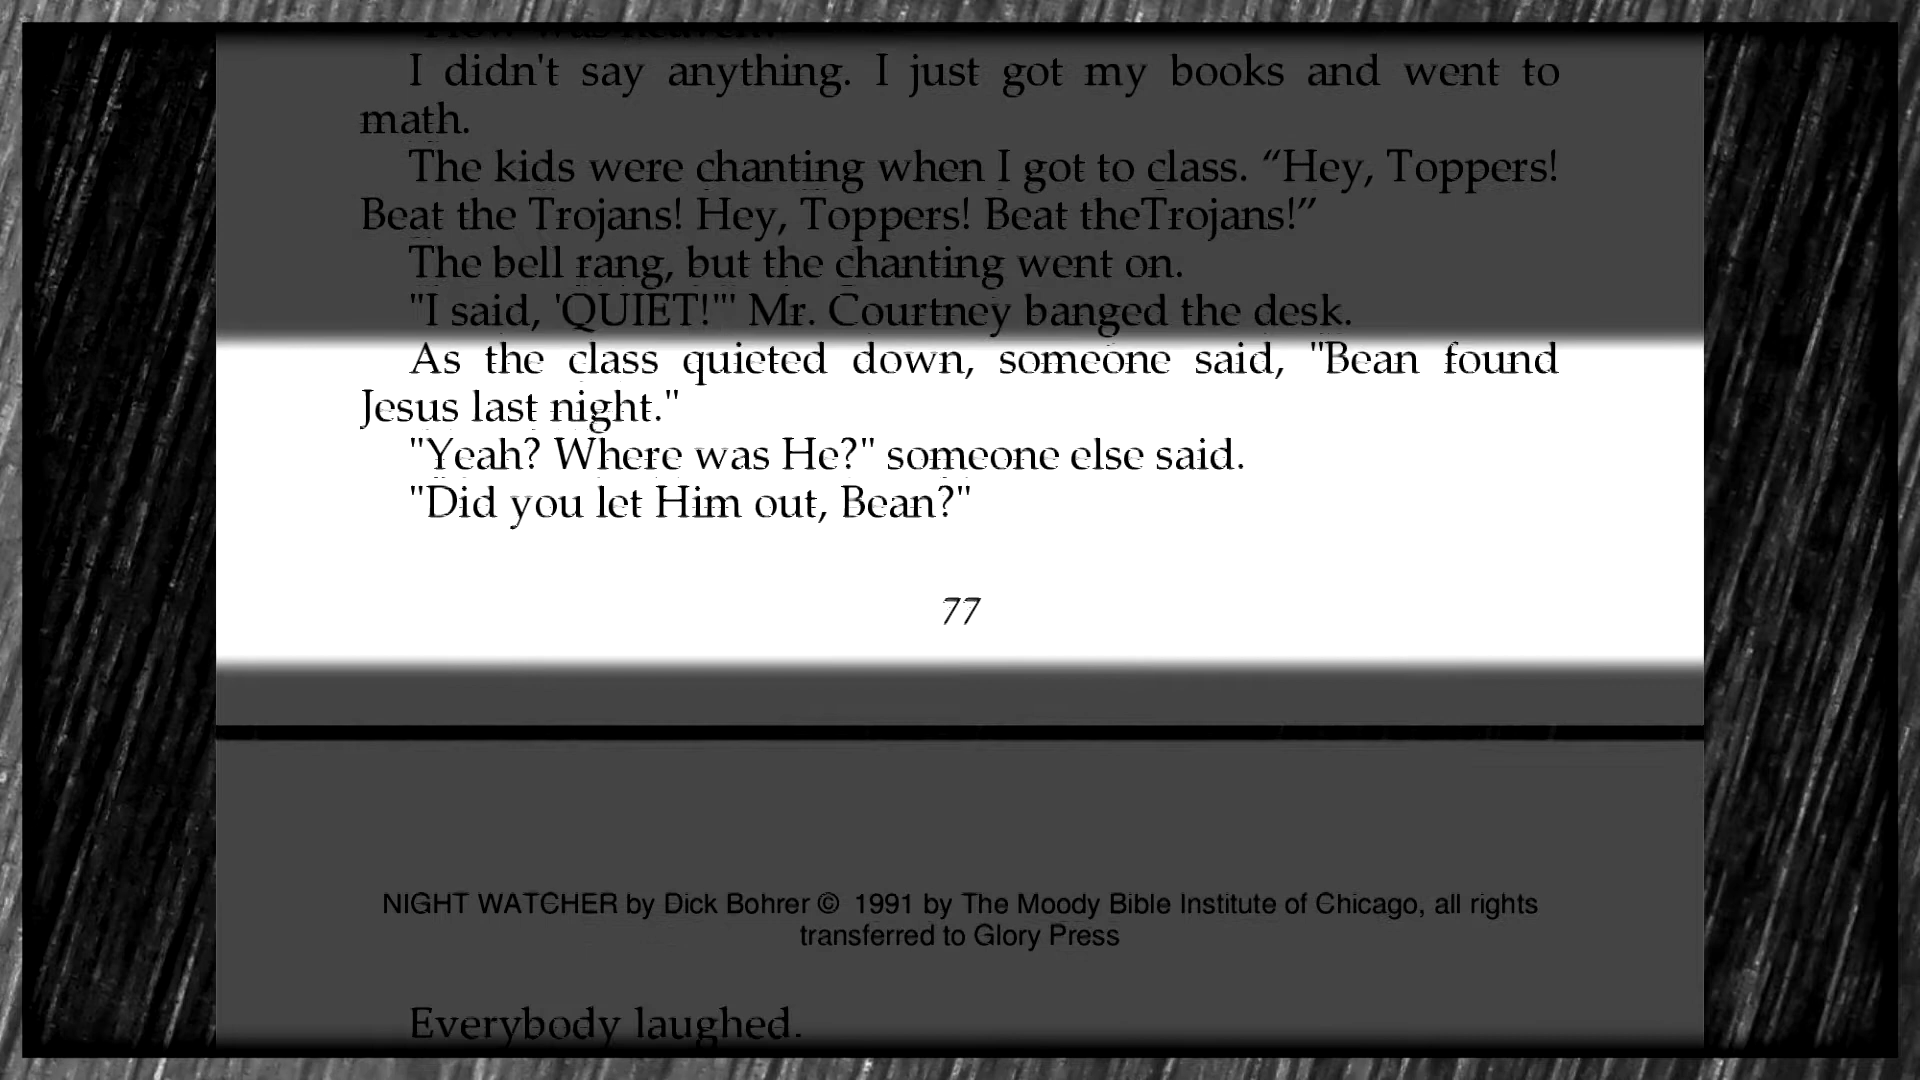 I didn't say anything. I just got my books and went to
math.
The kids were chanting when I got to class. “Hey, Toppers!
Beat the Trojans! Hey, Toppers! Beat theTrojans!”
The bell rang, but the chanting went on.
"I said, 'QUIET!'" Mr. Courtney banged the desk.
As the class quieted down, someone said, "Bean found
Jesus last night."
"Yeah? Where was He?" someone else said.
"Did you let Him out, Bean?"
77
NIGHT WATCHER by Dick Bohrer © 1991 by The Moody Bible Institute of Chicago, all rights
transferred to Glory Press
Everybody laughed.